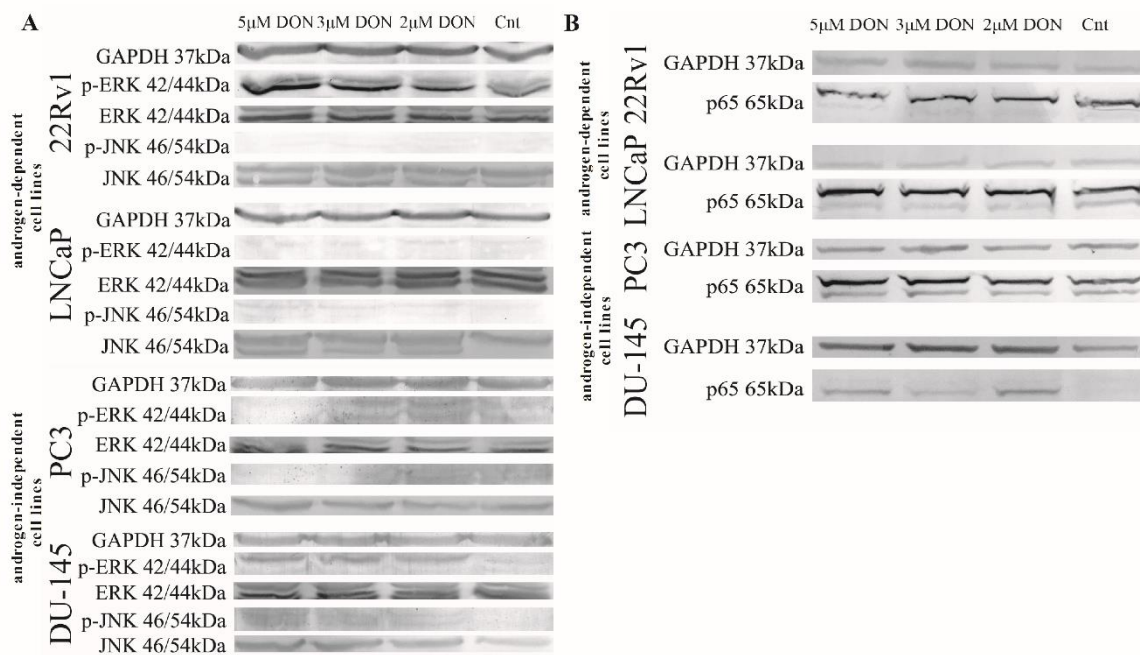 A
5μM DON 3μM DON 2μM DON Cnt
androgen-dependent
cell lines
22Rv1
GAPDH 37kDa
p-ERK 42/44kDa
ERK 42/44kDa
p-JNK 46/54kDa
JNK 46/54kDa
LNCaP
GAPDH 37kDa
p-ERK 42/44kDa
ERK 42/44kDa
p-JNK 46/54kDa
JNK 46/54kDa
androgen-independent
cell lines
PC3
GAPDH 37kDa
p-ERK 42/44kDa
ERK 42/44kDa
p-JNK 46/54kDa
JNK 46/54kDa
DU-145
GAPDH 37kDa
p-ERK 42/44kDa
ERK 42/44kDa
p-JNK 46/54kDa
JNK 46/54kDa
B
5μM DON 3μM DON 2μM DON Cnt
androgen-dependent
cell lines
22Rv1
GAPDH 37kDa
p65 65kDa
LNCaP
GAPDH 37kDa
p65 65kDa
androgen-independent
cell lines
PC3
GAPDH 37kDa
p65 65kDa
DU-145
GAPDH 37kDa
p65 65kDa